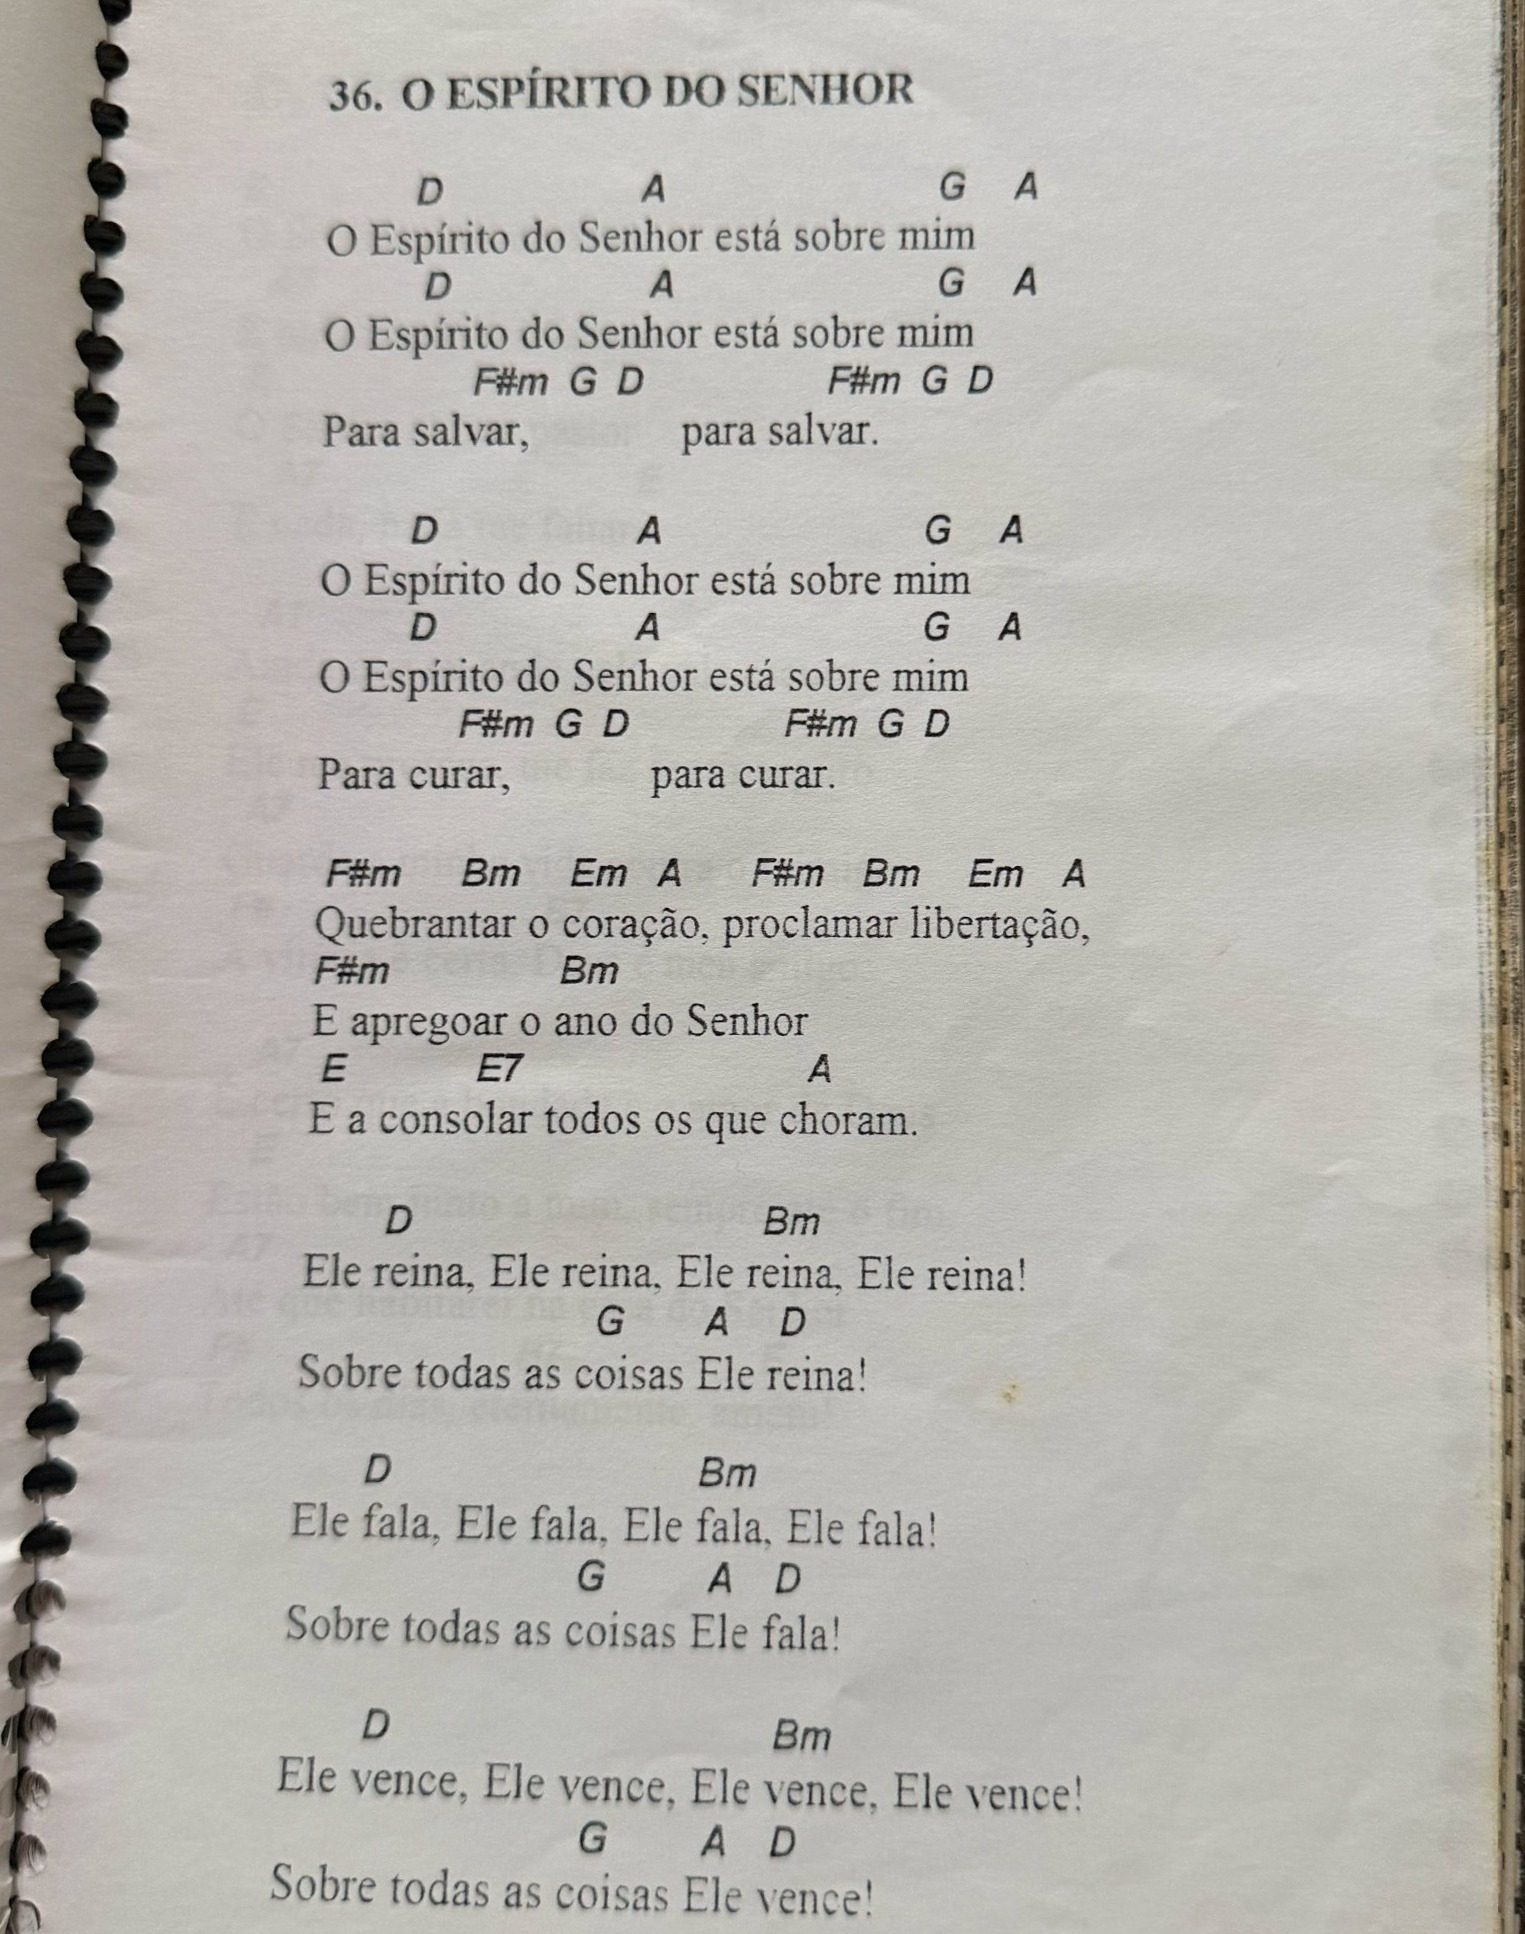 36. O ESPÍRITO DO SENHOR
D A G A
O Espírito do Senhor está sobre mim
D A G A
O Espírito do Senhor está sobre mim
F#m G D F#m G D
Para salvar, para salvar.
D A G A
O Espírito do Senhor está sobre mim
D A G A
O Espírito do Senhor está sobre mim
F#m G D F#m G D
Para curar, para curar.
F#m Bm Em A F#m Bm Em A
Quebrantar o coração, proclamar libertação,
F#m Bm
E apregoar o ano do Senhor
E E7 A
E a consolar todos os que choram.
D Bm
Ele reina, Ele reina, Ele reina, Ele reina!
G A D
Sobre todas as coisas Ele reina!
D Bm
Ele fala, Ele fala, Ele fala, Ele fala!
G A D
Sobre todas as coisas Ele fala!
D Bm
Ele vence, Ele vence, Ele vence, Ele vence!
G A D
Sobre todas as coisas Ele vence!